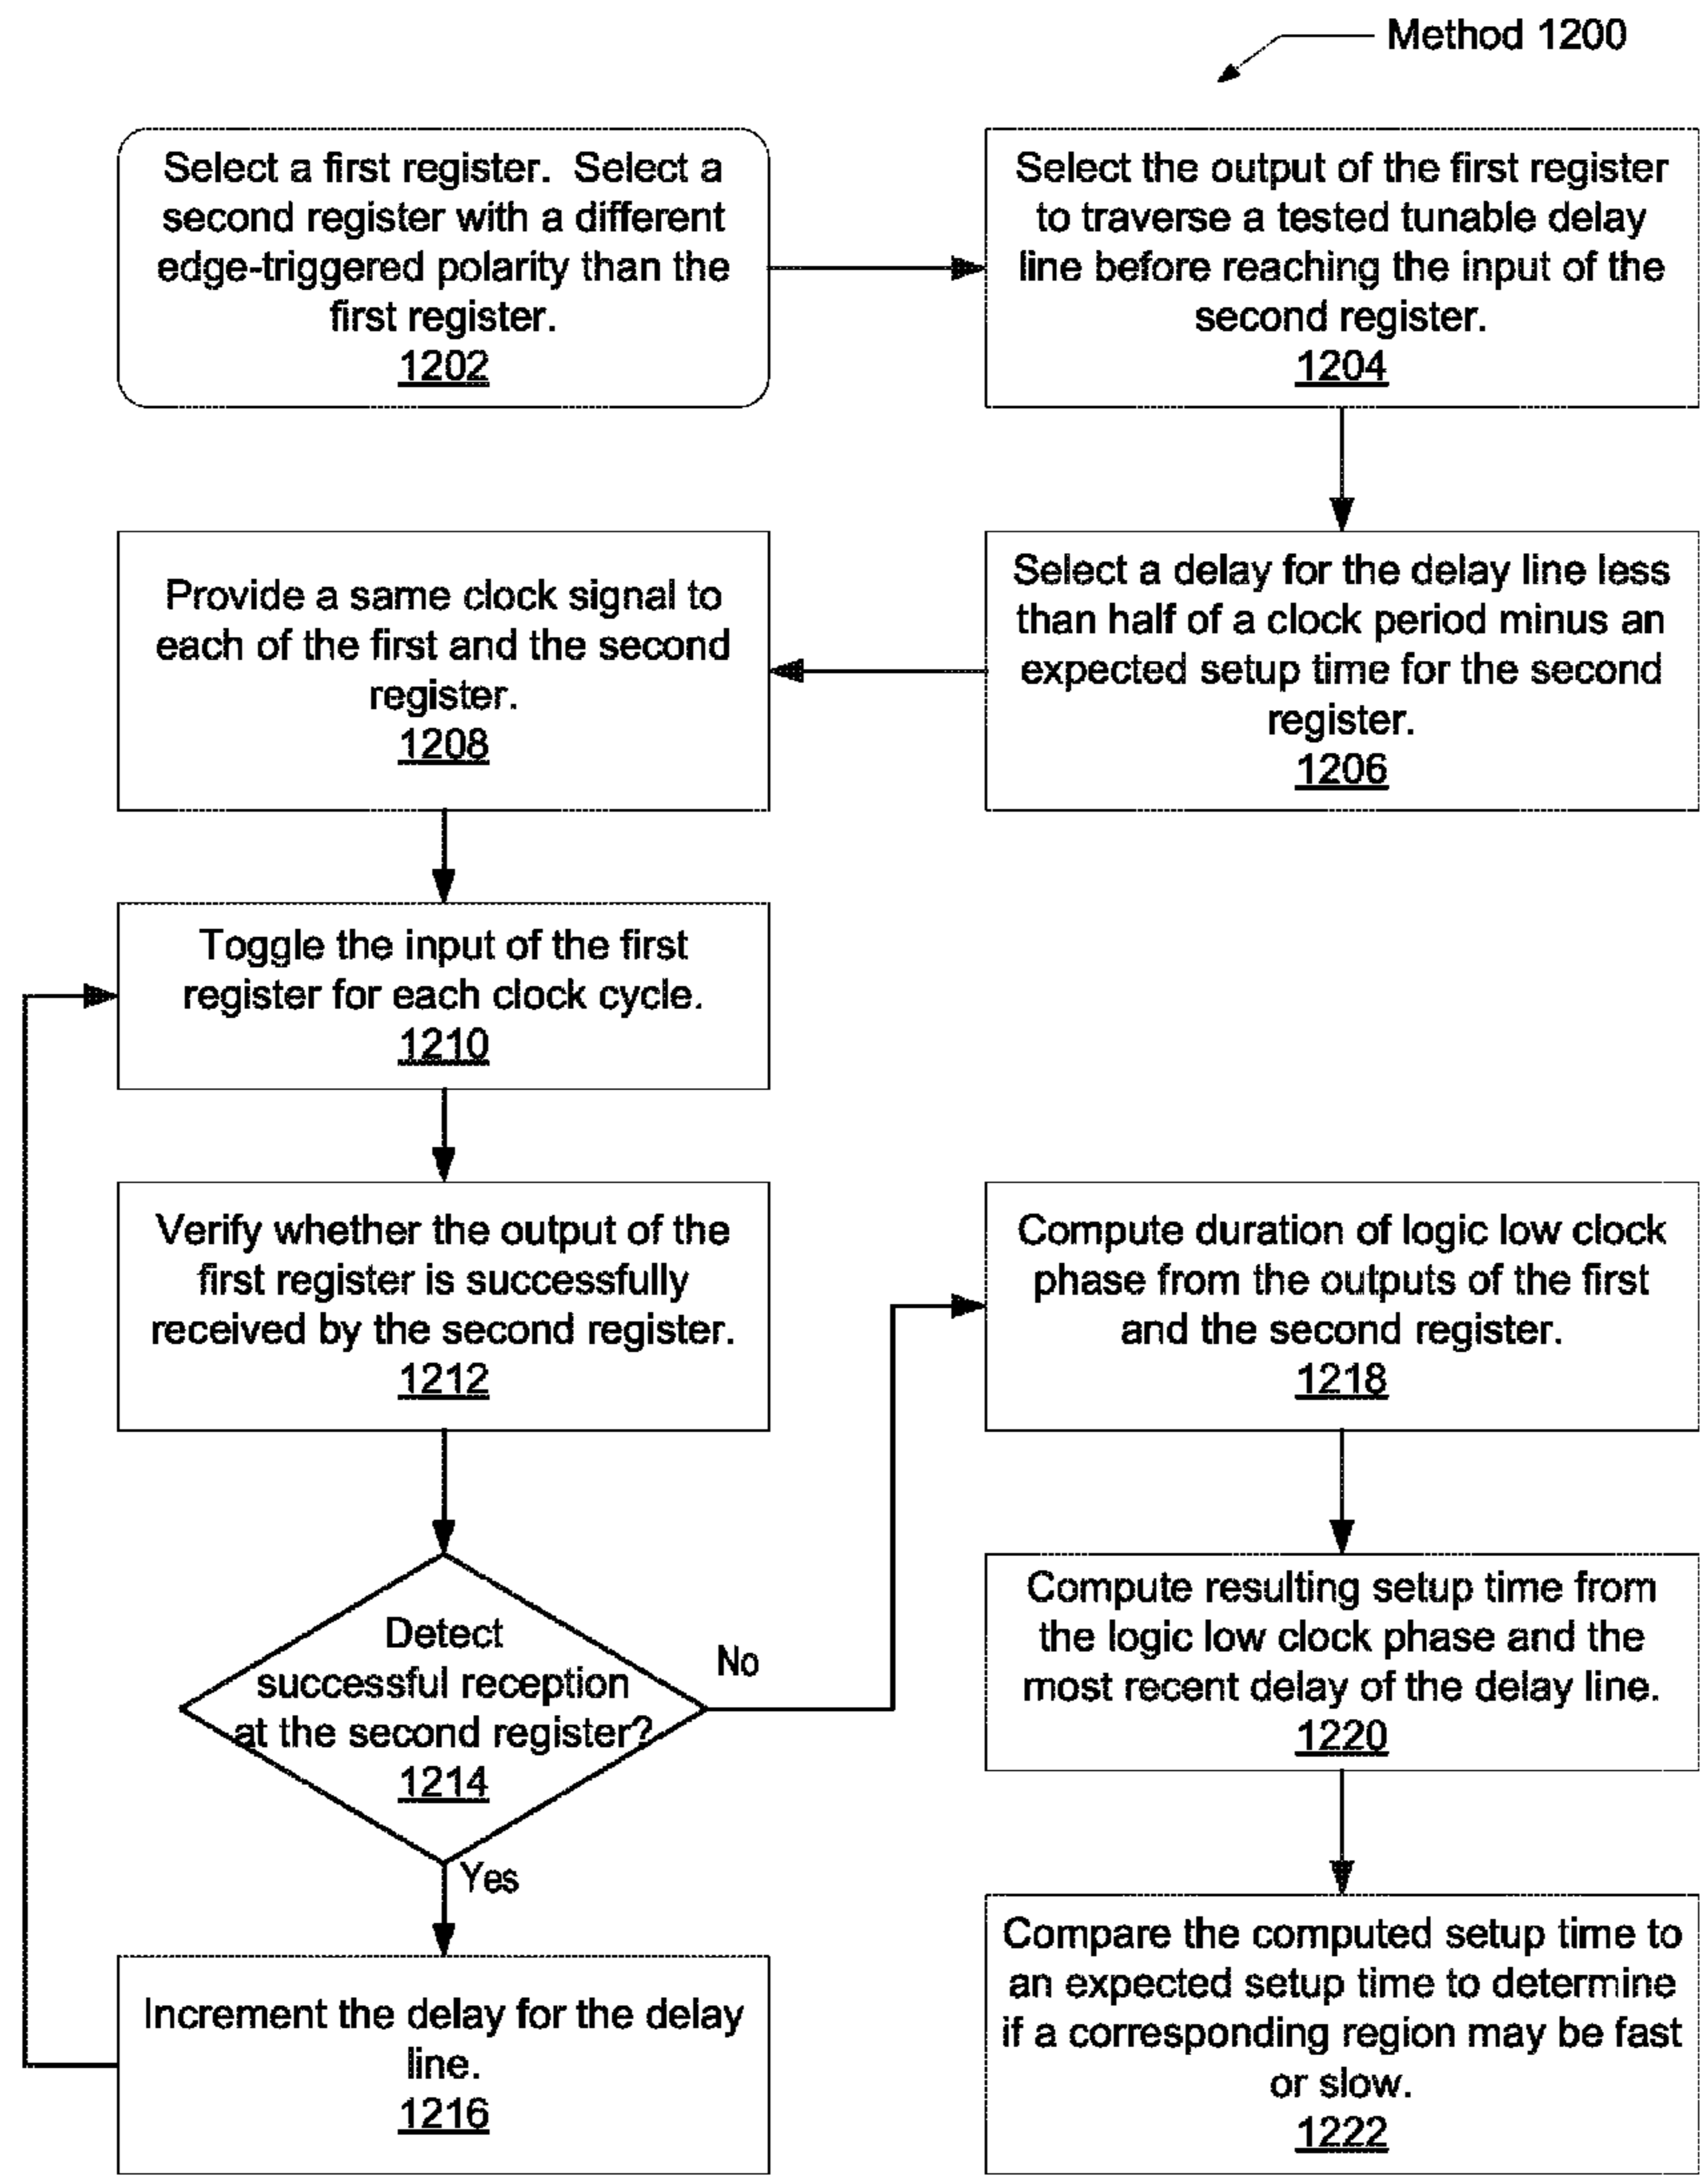 Method 1200
Select a first register. Select a
second register with a different
edge-triggered polarity than the
first register.
1202
Select the output of the first register
to traverse a tested tunable delay
line before reaching the input of the
second register.
1204
Select a delay for the delay line less
than half of a clock period minus an
expected setup time for the second
register.
1206
Provide a same clock signal to
each of the first and the second
register.
1208
Toggle the input of the first
register for each clock cycle.
1210
Verify whether the output of the
first register is successfully
received by the second register.
1212
Detect
successful reception
at the second register?
1214
No
Yes
Increment the delay for the delay
line.
1216
Compute duration of logic low clock
phase from the outputs of the first
and the second register.
1218
Compute resulting setup time from
the logic low clock phase and the
most recent delay of the delay line.
1220
Compare the computed setup time to
an expected setup time to determine
if a corresponding region may be fast
or slow.
1222